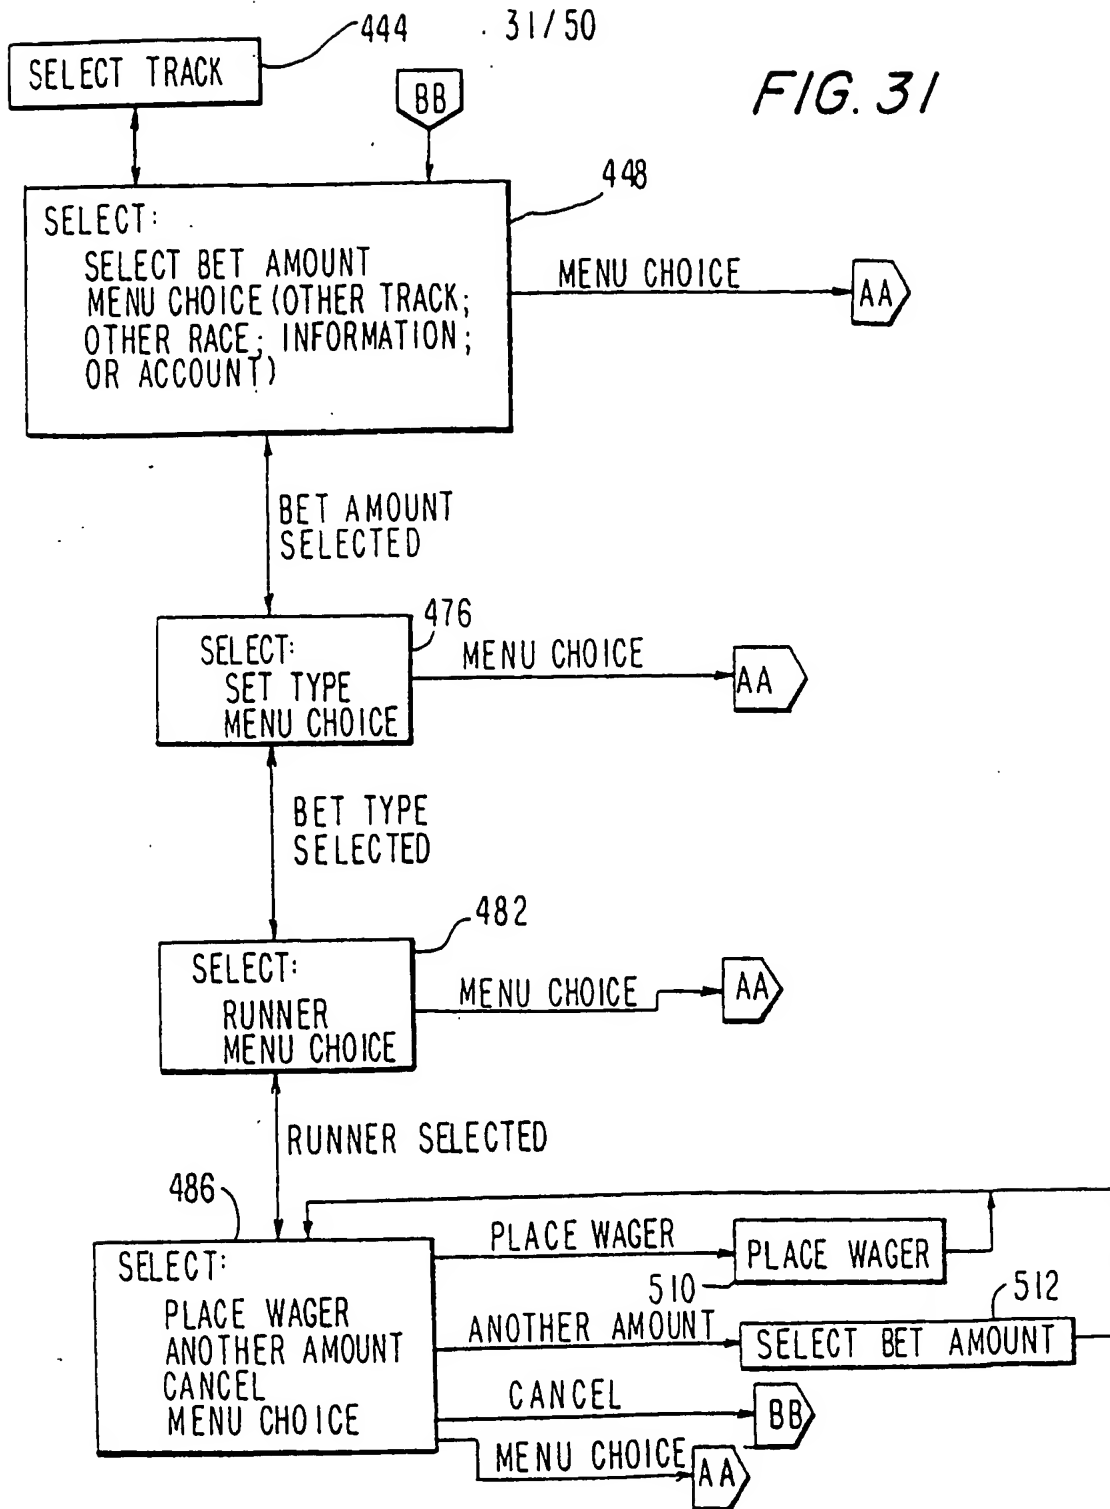 444
31/50
FIG. 31
SELECT TRACK
BB
448
SELECT:
SELECT BET AMOUNT
MENU CHOICE (OTHER TRACK;
OTHER RACE; INFORMATION;
OR ACCOUNT)
MENU CHOICE
AA
BET AMOUNT
SELECTED
476
SELECT:
SET TYPE
MENU CHOICE
MENU CHOICE
AA
BET TYPE
SELECTED
482
SELECT:
RUNNER
MENU CHOICE
MENU CHOICE
AA
RUNNER SELECTED
486
SELECT:
PLACE WAGER
ANOTHER AMOUNT
CANCEL
MENU CHOICE
PLACE WAGER
PLACE WAGER
510
512
ANOTHER AMOUNT
SELECT BET AMOUNT
CANCEL
BB
MENU CHOICE
AA